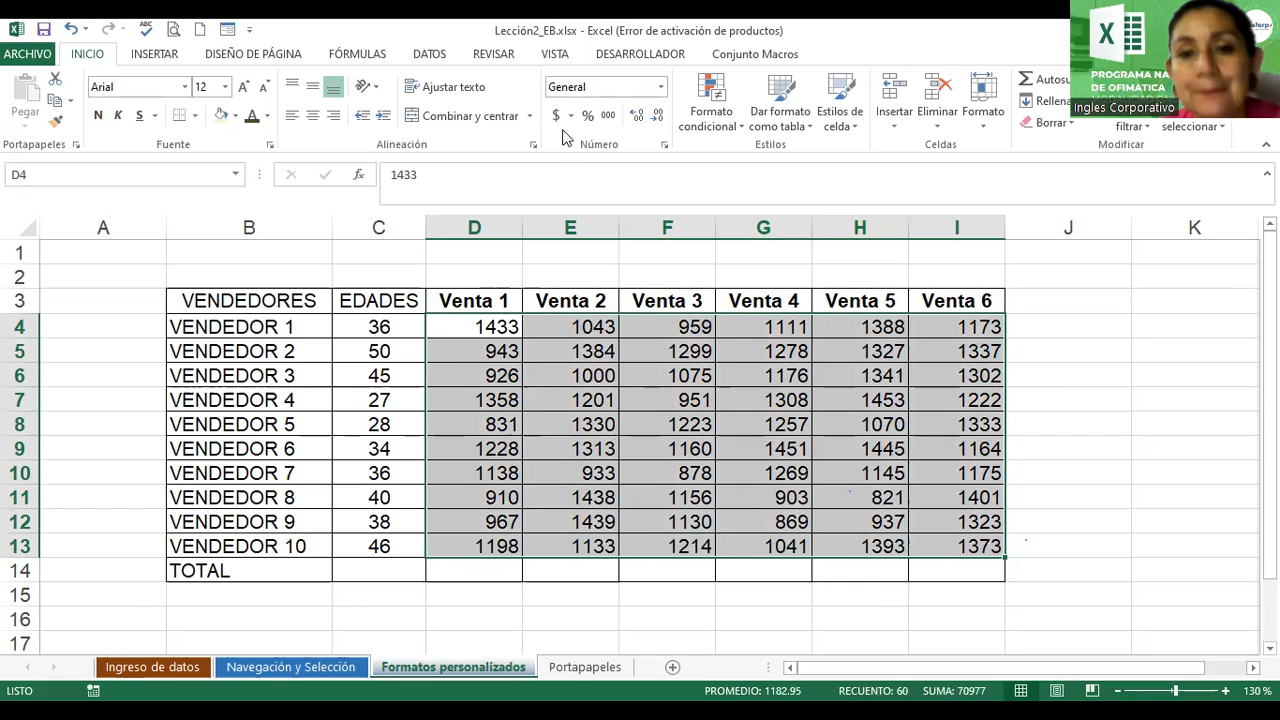 Lección2_EB.xlsx - Excel (Error de activación de productos)
ARCHIVO INICIO INSERTAR DISEÑO DE PÁGINA FÓRMULAS DATOS REVISAR VISTA DESARROLLADOR Conjunto Macros
PROGRAMA NA
DE OFIMATICA
Ingles Corporativo
Pegar
Arial 12
N K S
Ajustar texto
Combinar y centrar
General
$ % 000
Formato condicional
Dar formato como tabla
Estilos de celda
Insertar Eliminar Formato
Autosu
Rellena
Borrar
filtrar
seleccionar
Portapapeles Fuente Alineación Número Estilos Celdas Modificar
D4 fx 1433
A B C D E F G H I J K
1
2
3 VENDEDORES EDADES Venta 1 Venta 2 Venta 3 Venta 4 Venta 5 Venta 6
4 VENDEDOR 1 36 1433 1043 959 1111 1388 1173
5 VENDEDOR 2 50 943 1384 1299 1278 1327 1337
6 VENDEDOR 3 45 926 1000 1075 1176 1341 1302
7 VENDEDOR 4 27 1358 1201 951 1308 1453 1222
8 VENDEDOR 5 28 831 1330 1223 1257 1070 1333
9 VENDEDOR 6 34 1228 1313 1160 1451 1445 1164
10 VENDEDOR 7 36 1138 933 878 1269 1145 1175
11 VENDEDOR 8 40 910 1438 1156 903 821 1401
12 VENDEDOR 9 38 967 1439 1130 869 937 1323
13 VENDEDOR 10 46 1198 1133 1214 1041 1393 1373
14 TOTAL
15
16
17
Ingreso de datos Navegación y Selección Formatos personalizados Portapapeles
LISTO PROMEDIO: 1182.95 RECUENTO: 60 SUMA: 70977 130 %